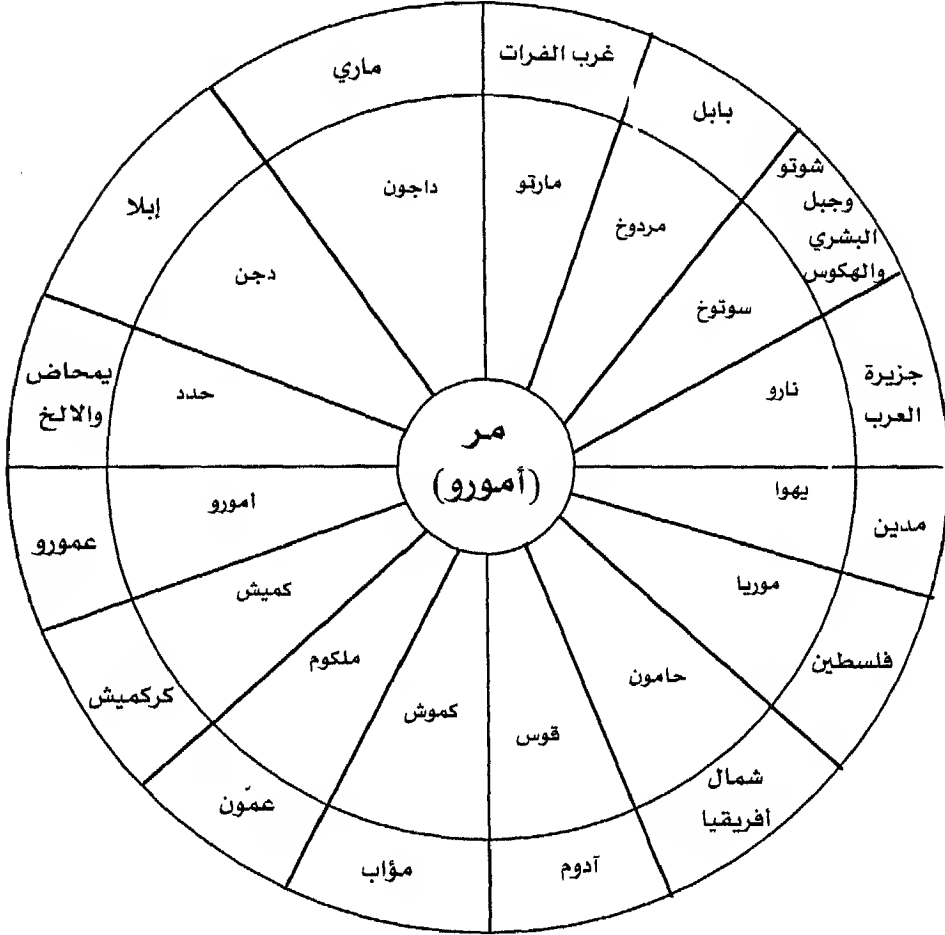 غرب الفرات
ماري
بابل
شوتو
وجبل
البشري
والهكوس
إبلا
داجون
مارتو
مردوخ
دجن
سوتوخ
جزيرة
العرب
يمحاض
والالخ
حدد
نارو
مر
(أمورو)
عمورو
أمورو
يهوا
مدين
كميش
موريا
ملكوم
حامون
فلسطين
كركميش
كموش
قوس
عمّون
شمال
أفريقيا
مؤاب
آدوم